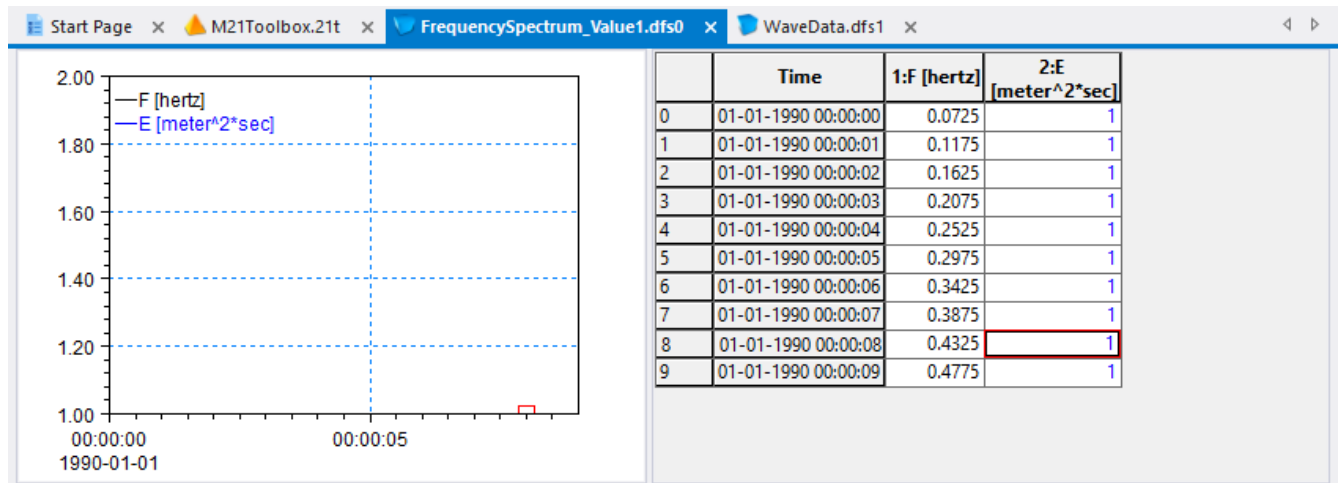 Start Page × M21Toolbox.21t × FrequencySpectrum_Value1.dfs0 × WaveData.dfs1 ×
2.00
F [hertz]
E [meter^2*sec]
1.80
1.60
1.40
1.20
1.00
00:00:00 00:00:05
1990-01-01
Time 1:F [hertz] 2:E
[meter^2*sec]
0 01-01-1990 00:00:00 0.0725 1
1 01-01-1990 00:00:01 0.1175 1
2 01-01-1990 00:00:02 0.1625 1
3 01-01-1990 00:00:03 0.2075 1
4 01-01-1990 00:00:04 0.2525 1
5 01-01-1990 00:00:05 0.2975 1
6 01-01-1990 00:00:06 0.3425 1
7 01-01-1990 00:00:07 0.3875 1
8 01-01-1990 00:00:08 0.4325 1
9 01-01-1990 00:00:09 0.4775 1